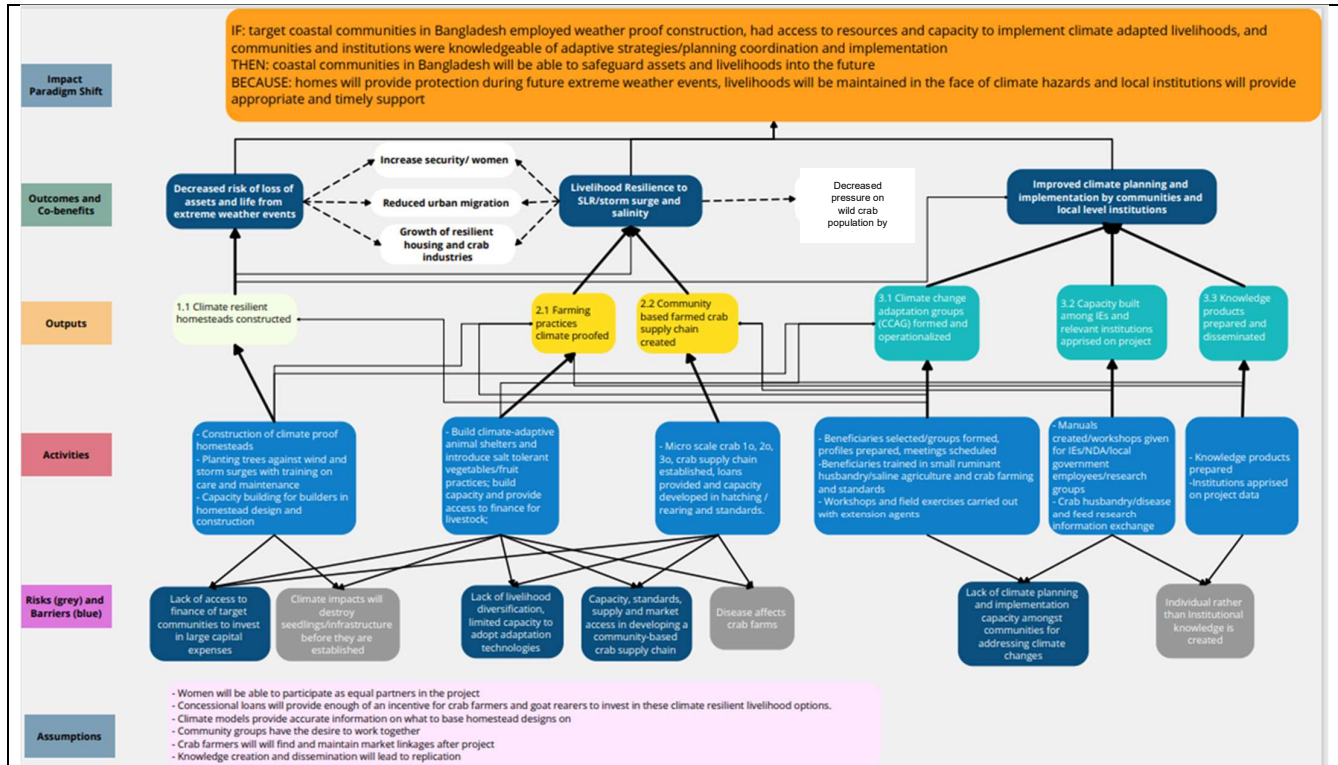 IF: target coastal communities in Bangladesh employed weather proof construction, had access to resources and capacity to implement climate adapted livelihoods, and
communities and institutions were knowledgeable of adaptive strategies/planning coordination and implementation
THEN: coastal communities in Bangladesh will be able to safeguard assets and livelihoods into the future
BECAUSE: homes will provide protection during future extreme weather events, livelihoods will be maintained in the face of climate hazards and local institutions will provide
appropriate and timely support
Impact
Paradigm Shift
Outcomes and
Co-benefits
Decreased risk of loss of
assets and life from
extreme weather events
Increase security/ women
Reduced urban migration
Growth of resilient
housing and crab
industries
Livelihood Resilience to
SLR/storm surge and
salinity
Decreased
pressure on
wild crab
population by
Improved climate planning and
implementation by communities and
local level institutions
Outputs
1.1 Climate resilient
homesteads constructed
2.1 Farming
practices
climate proofed
2.2 Community
based farmed crab
supply chain
created
3.1 Climate change
adaptation groups
(CCAG) formed and
operationalized
3.2 Capacity built
among IEs and
relevant institutions
apprised on project
3.3 Knowledge
products
prepared and
disseminated
Activities
- Construction of climate proof
homesteads
- Planting trees against wind and
storm surges with training on
care and maintenance
- Capacity building for builders in
homestead design and
construction
- Build climate-adaptive
animal shelters and
introduce salt tolerant
vegetables/fruit
practices; build
capacity and provide
access to finance for
livestock;
- Micro scale crab 1o, 2o,
3o, crab supply chain
established, loans
provided and capacity
developed in hatching /
rearing and standards.
- Beneficiaries selected/groups formed,
profiles prepared, meetings scheduled
-Beneficiaries trained in small ruminant
husbandry/saline agriculture and crab farming
and standards
- Workshops and field exercises carried out
with extension agents
- Manuals
created/workshops given
for IEs/NDA/local
government
employees/research
groups
- Crab husbandry/disease
and feed research
information exchange
- Knowledge products
prepared
-Institutions apprised
on project data
Risks (grey) and
Barriers (blue)
Lack of access to
finance of target
communities to invest
in large capital
expenses
Climate impacts will
destroy
seedlings/infrastructure
before they are
established
Lack of livelihood
diversification,
limited capacity to
adopt adaptation
technologies
Capacity, standards,
supply and market
access in developing a
community-based
crab supply chain
Disease affects
crab farms
Lack of climate planning
and implementation
capacity amongst
communities for
addressing climate
changes
Individual rather
than Institutional
knowledge is
created
Assumptions
- Women will be able to participate as equal partners in the project
- Concessional loans will provide enough of an incentive for crab farmers and goat rearers to invest in these climate resilient livelihood options.
- Climate models provide accurate information on what to base homestead designs on
- Community groups have the desire to work together
- Crab farmers will will find and maintain market linkages after project
- Knowledge creation and dissemination will lead to replication